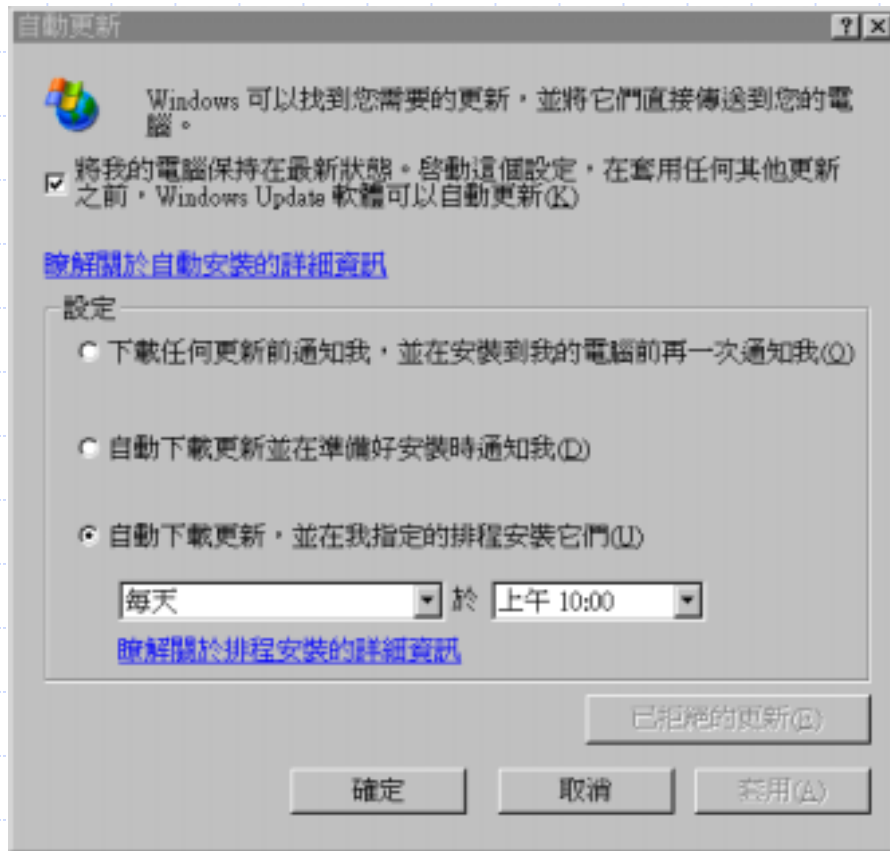 自動更新
Windows 可以找到您需要的更新，並將它們直接傳送到您的電
腦。
將我的電腦保持在最新狀態。啓動這個設定，在套用任何其他更新
之前，Windows Update 軟體可以自動更新(K)
瞭解關於自動安裝的詳細資訊
設定
下載任何更新前通知我，並在安裝到我的電腦前再一次通知我(O)
自動下載更新並在準備好安裝時通知我(D)
自動下載更新，並在我指定的排程安裝它們(U)
每天 於 上午 10:00
瞭解關於排程安裝的詳細資訊
已拒絕的更新(E)
確定 取消 套用(A)